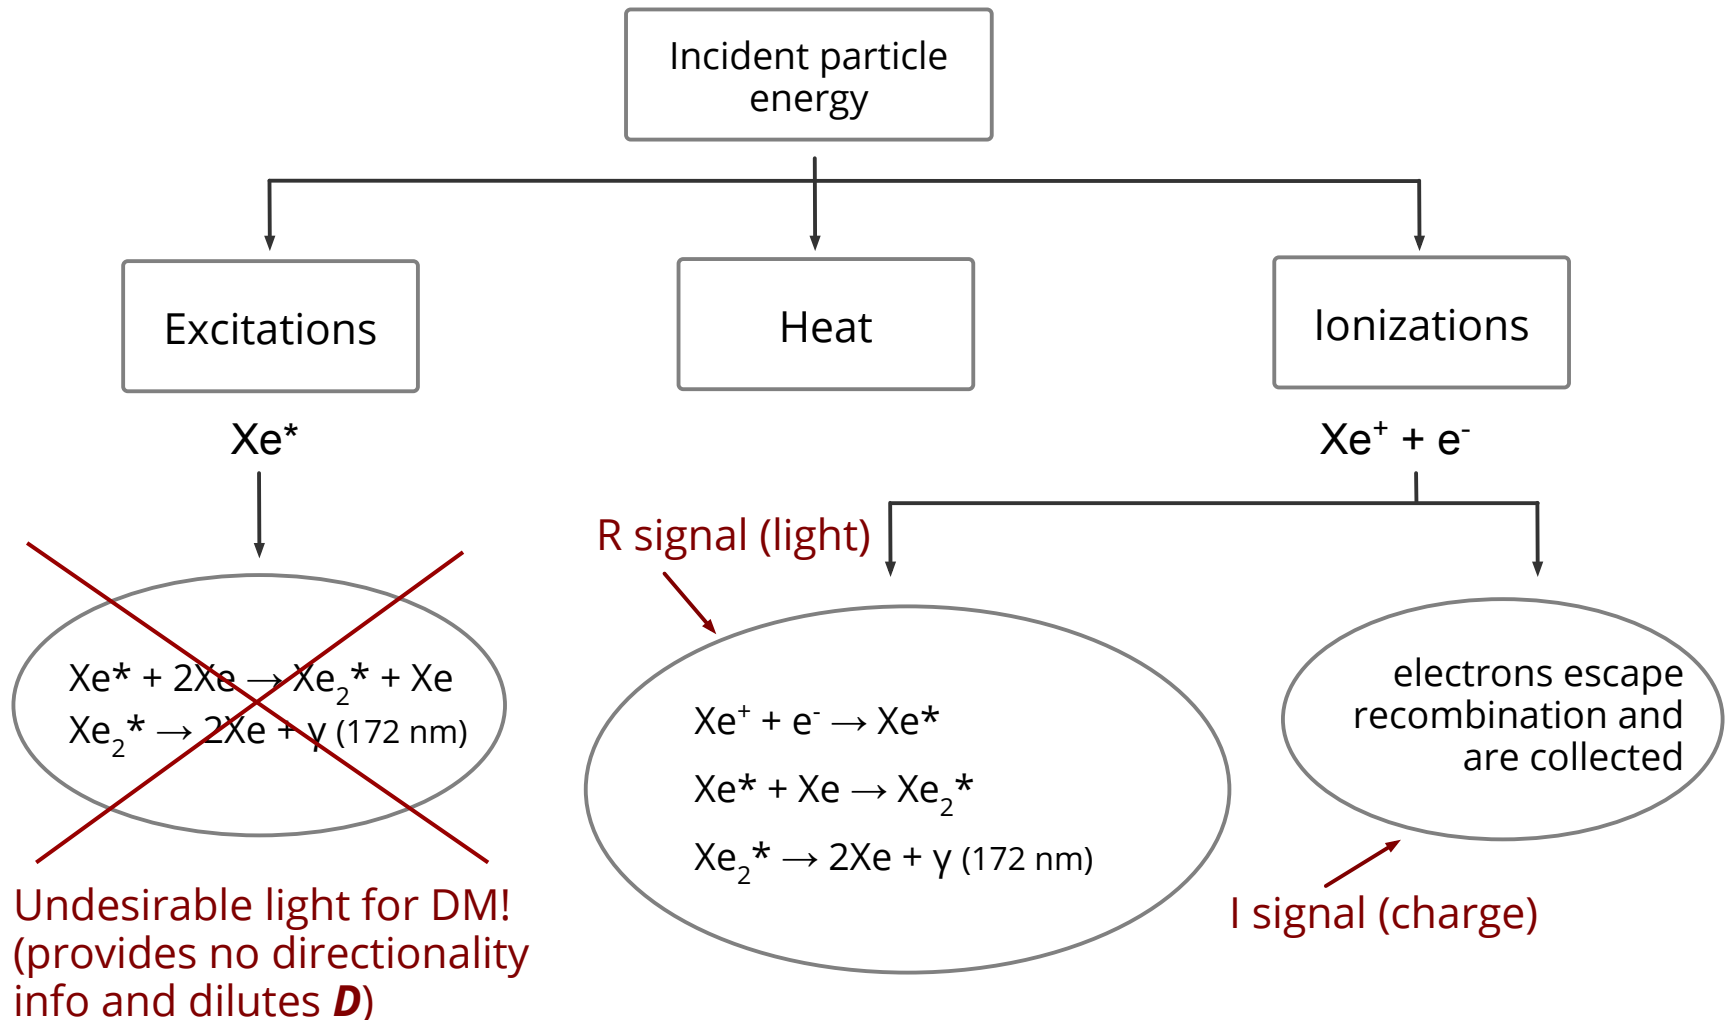 Incident particle
energy
Excitations
Heat
Ionizations
Xe*
Xe⁺ + e⁻
R signal (light)
Xe* + 2Xe → Xe₂* + Xe
Xe₂* → 2Xe + γ (172 nm)
Xe⁺ + e⁻ → Xe*
Xe* + Xe → Xe₂*
Xe₂* → 2Xe + γ (172 nm)
electrons escape
recombination and
are collected
Undesirable light for DM!
(provides no directionality
info and dilutes D)
I signal (charge)